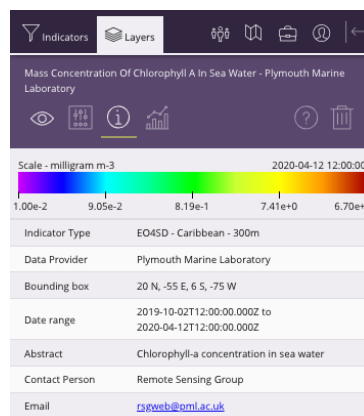 Indicators Layers
Mass Concentration Of Chlorophyll A In Sea Water - Plymouth Marine
Laboratory
Scale - milligram m-3 2020-04-12 12:00:00
1.00e-2 9.05e-2 8.19e-1 7.41e+0 6.70e+
Indicator Type EO4SD - Caribbean - 300m
Data Provider Plymouth Marine Laboratory
Bounding box 20 N, -55 E, 6 S, -75 W
Date range 2019-10-02T12:00:00.000Z to
2020-04-12T12:00:00.000Z
Abstract Chlorophyll-a concentration in sea water
Contact Person Remote Sensing Group
Email rsgweb@pml.ac.uk